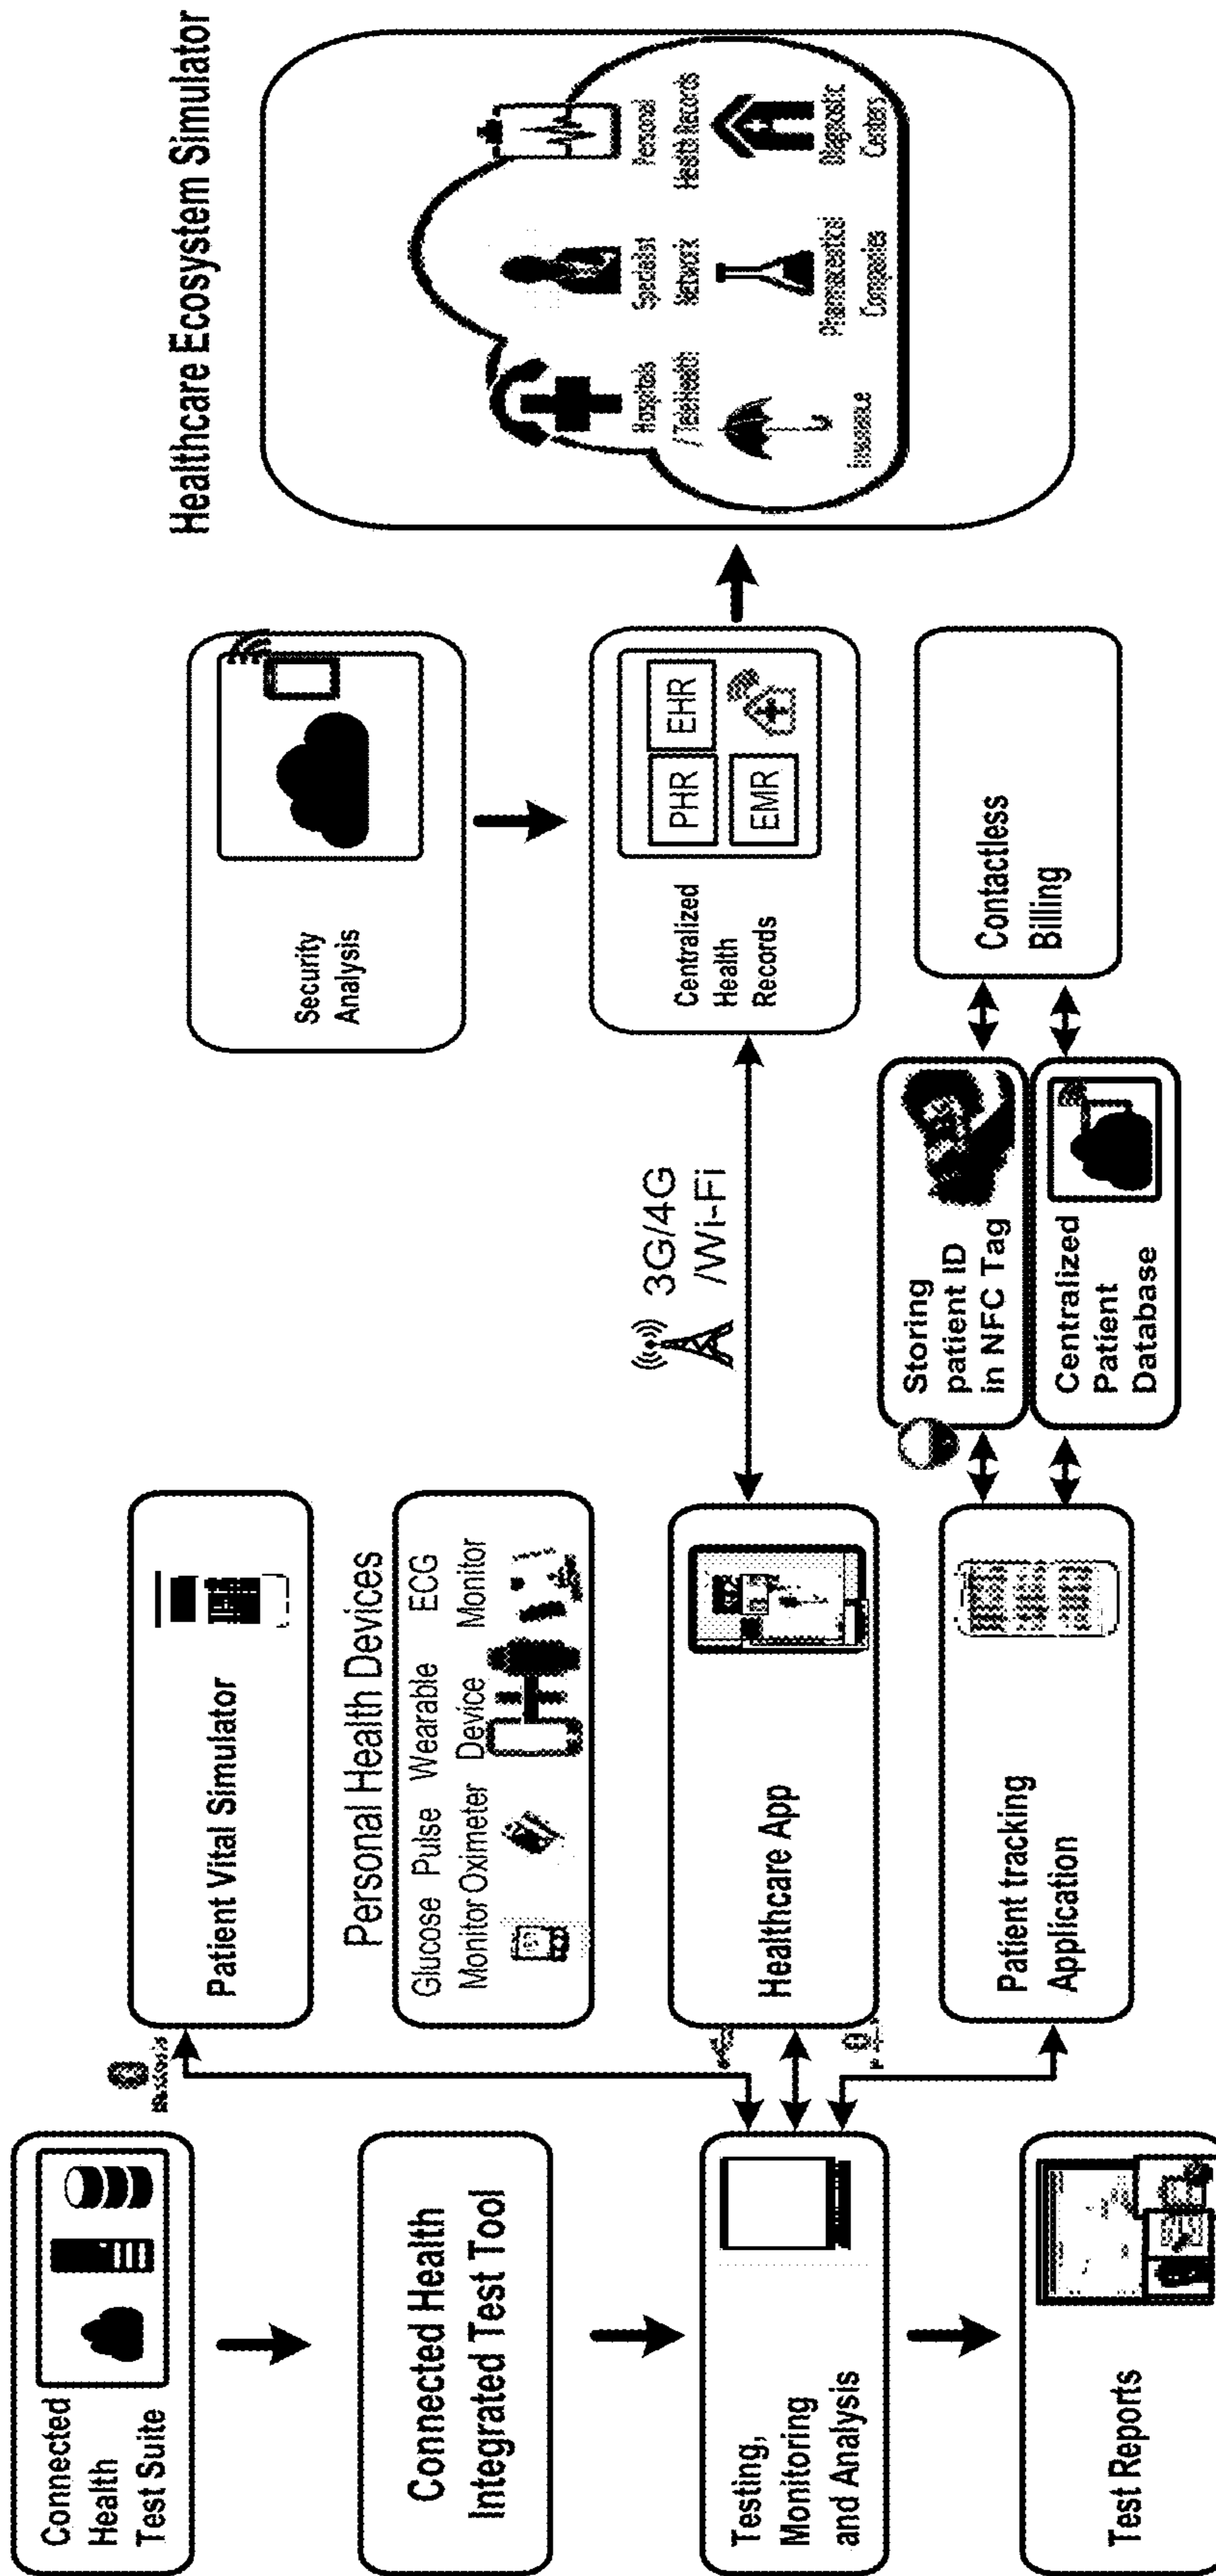 Connected
Health
Test Suite
Connected Health
Integrated Test Tool
Testing,
Monitoring
and Analysis
Test Reports
Patient Vital Simulator
Personal Health Devices
Glucose Pulse Wearable ECG
Monitor Oximeter Device Monitor
Healthcare App
Patient tracking
Application
3G/4G
/Wi-Fi
Storing
patient ID
in NFC Tag
Centralized
Patient
Database
Security
Analysis
Centralized
Health
Records
PHR
EHR
EMR
Contactless
Billing
Healthcare Ecosystem Simulator
Hospitals
/ TeleHealth
Specialist
Network
Personal
Health Records
Insurance
Pharmaceutical
Companies
Diagnostic
Centers